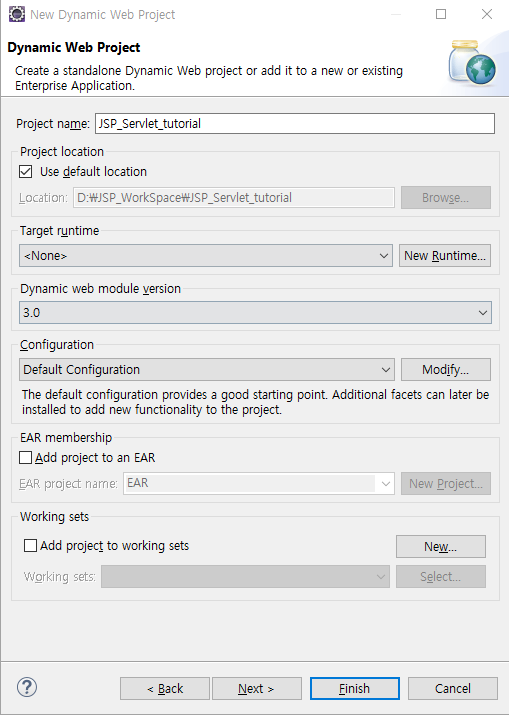 New Dynamic Web Project
Dynamic Web Project
Create a standalone Dynamic Web project or add it to a new or existing
Enterprise Application.
Project name: JSP_Servlet_tutorial
Project location
Use default location
Location: D:₩JSP_WorkSpace₩JSP_Servlet_tutorial Browse...
Target runtime
<None> New Runtime...
Dynamic web module version
3.0
Configuration
Default Configuration Modify...
The default configuration provides a good starting point. Additional facets can later be
installed to add new functionality to the project.
EAR membership
Add project to an EAR
EAR project name: EAR New Project...
Working sets
Add project to working sets New...
Working sets: Select...
? < Back Next > Finish Cancel